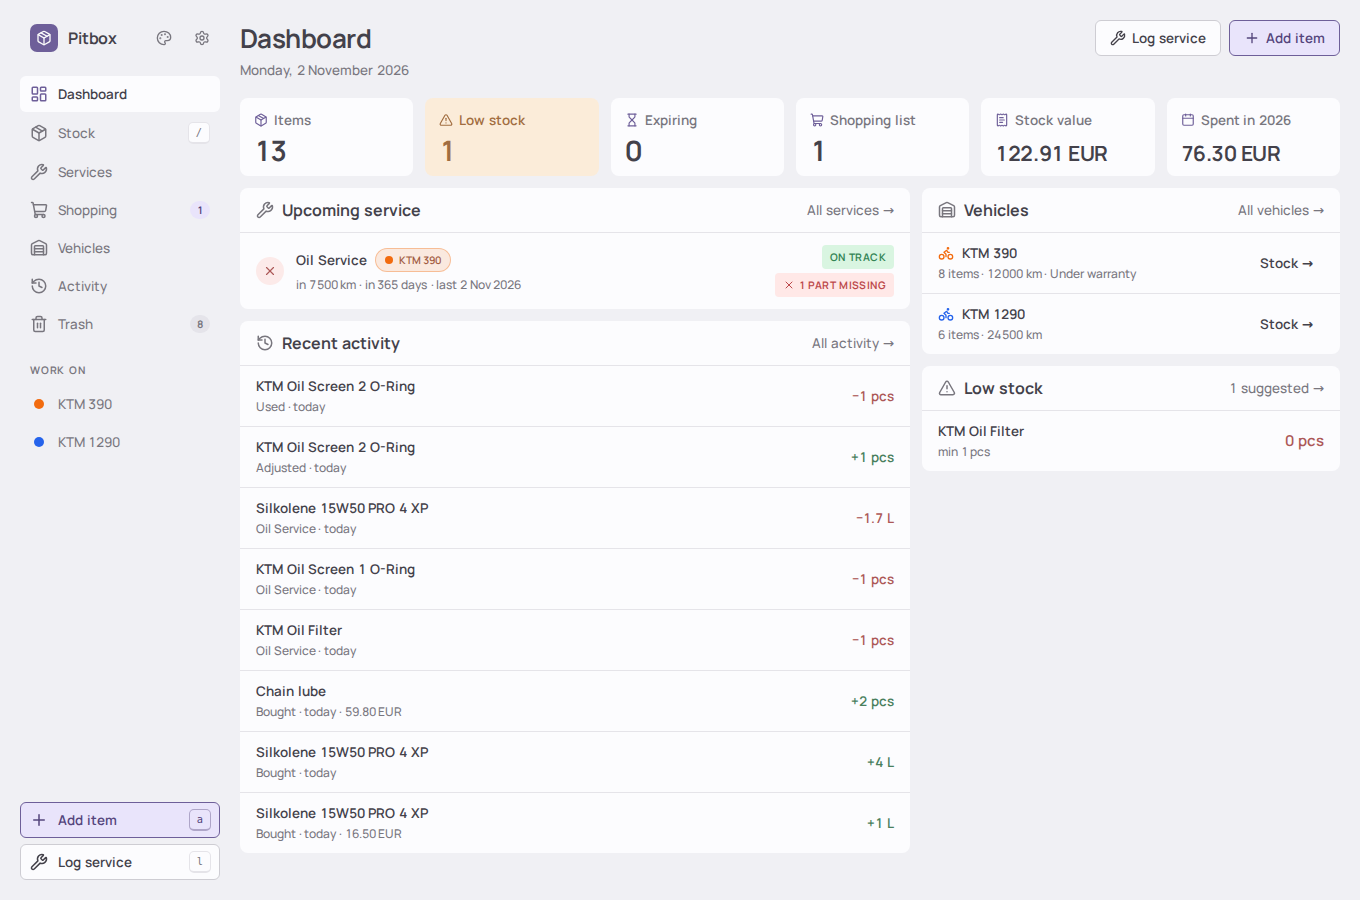 Pitbox
Dashboard
Stock /
Services
Shopping 1
Vehicles
Activity
Trash 8
WORK ON
KTM 390
KTM 1290
Add item a
Log service l
Dashboard
Monday, 2 November 2026
Log service
Add item
Items
13
Low stock
1
Expiring
0
Shopping list
1
Stock value
122.91 EUR
Spent in 2026
76.30 EUR
Upcoming service All services →
Oil Service KTM 390 ON TRACK
in 7 500 km · in 365 days · last 2 Nov 2026 1 PART MISSING
Recent activity All activity →
KTM Oil Screen 2 O-Ring
Used · today
−1 pcs
KTM Oil Screen 2 O-Ring
Adjusted · today
+1 pcs
Silkolene 15W50 PRO 4 XP
Oil Service · today
−1.7 L
KTM Oil Screen 1 O-Ring
Oil Service · today
−1 pcs
KTM Oil Filter
Oil Service · today
−1 pcs
Chain lube
Bought · today · 59.80 EUR
+2 pcs
Silkolene 15W50 PRO 4 XP
Bought · today
+4 L
Silkolene 15W50 PRO 4 XP
Bought · today · 16.50 EUR
+1 L
Vehicles All vehicles →
KTM 390
8 items · 12 000 km · Under warranty
Stock →
KTM 1290
6 items · 24 500 km
Stock →
Low stock 1 suggested →
KTM Oil Filter
min 1 pcs
0 pcs